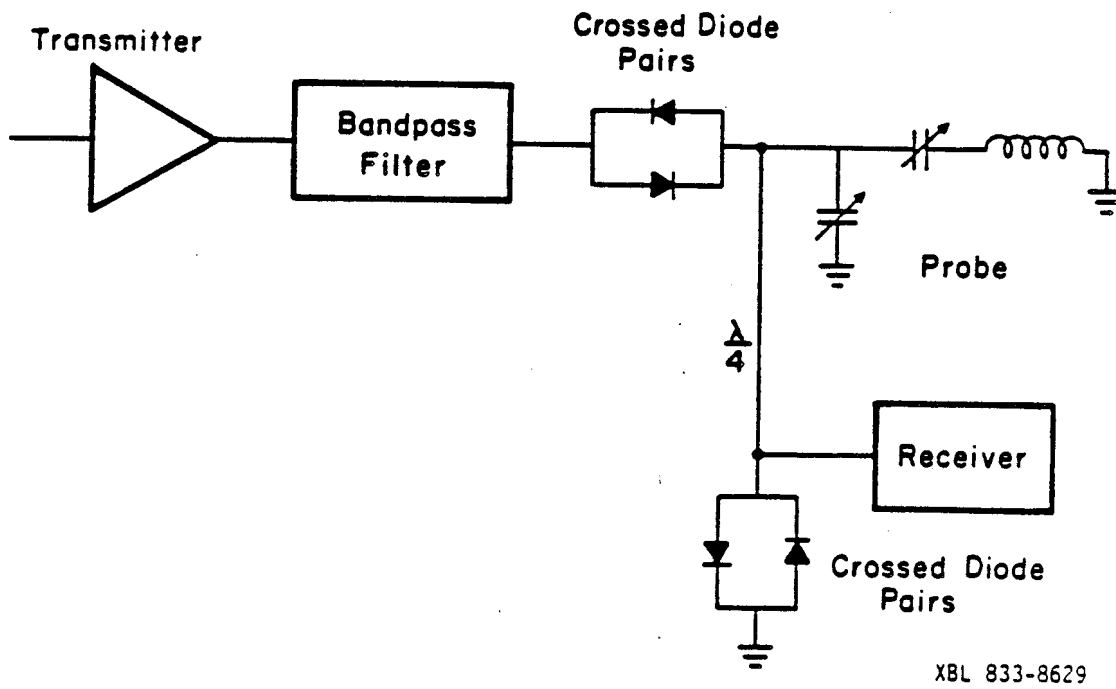 Transmitter
Bandpass
Filter
Crossed Diode
Pairs
Probe
λ
4
Receiver
Crossed Diode
Pairs
XBL 833-8629